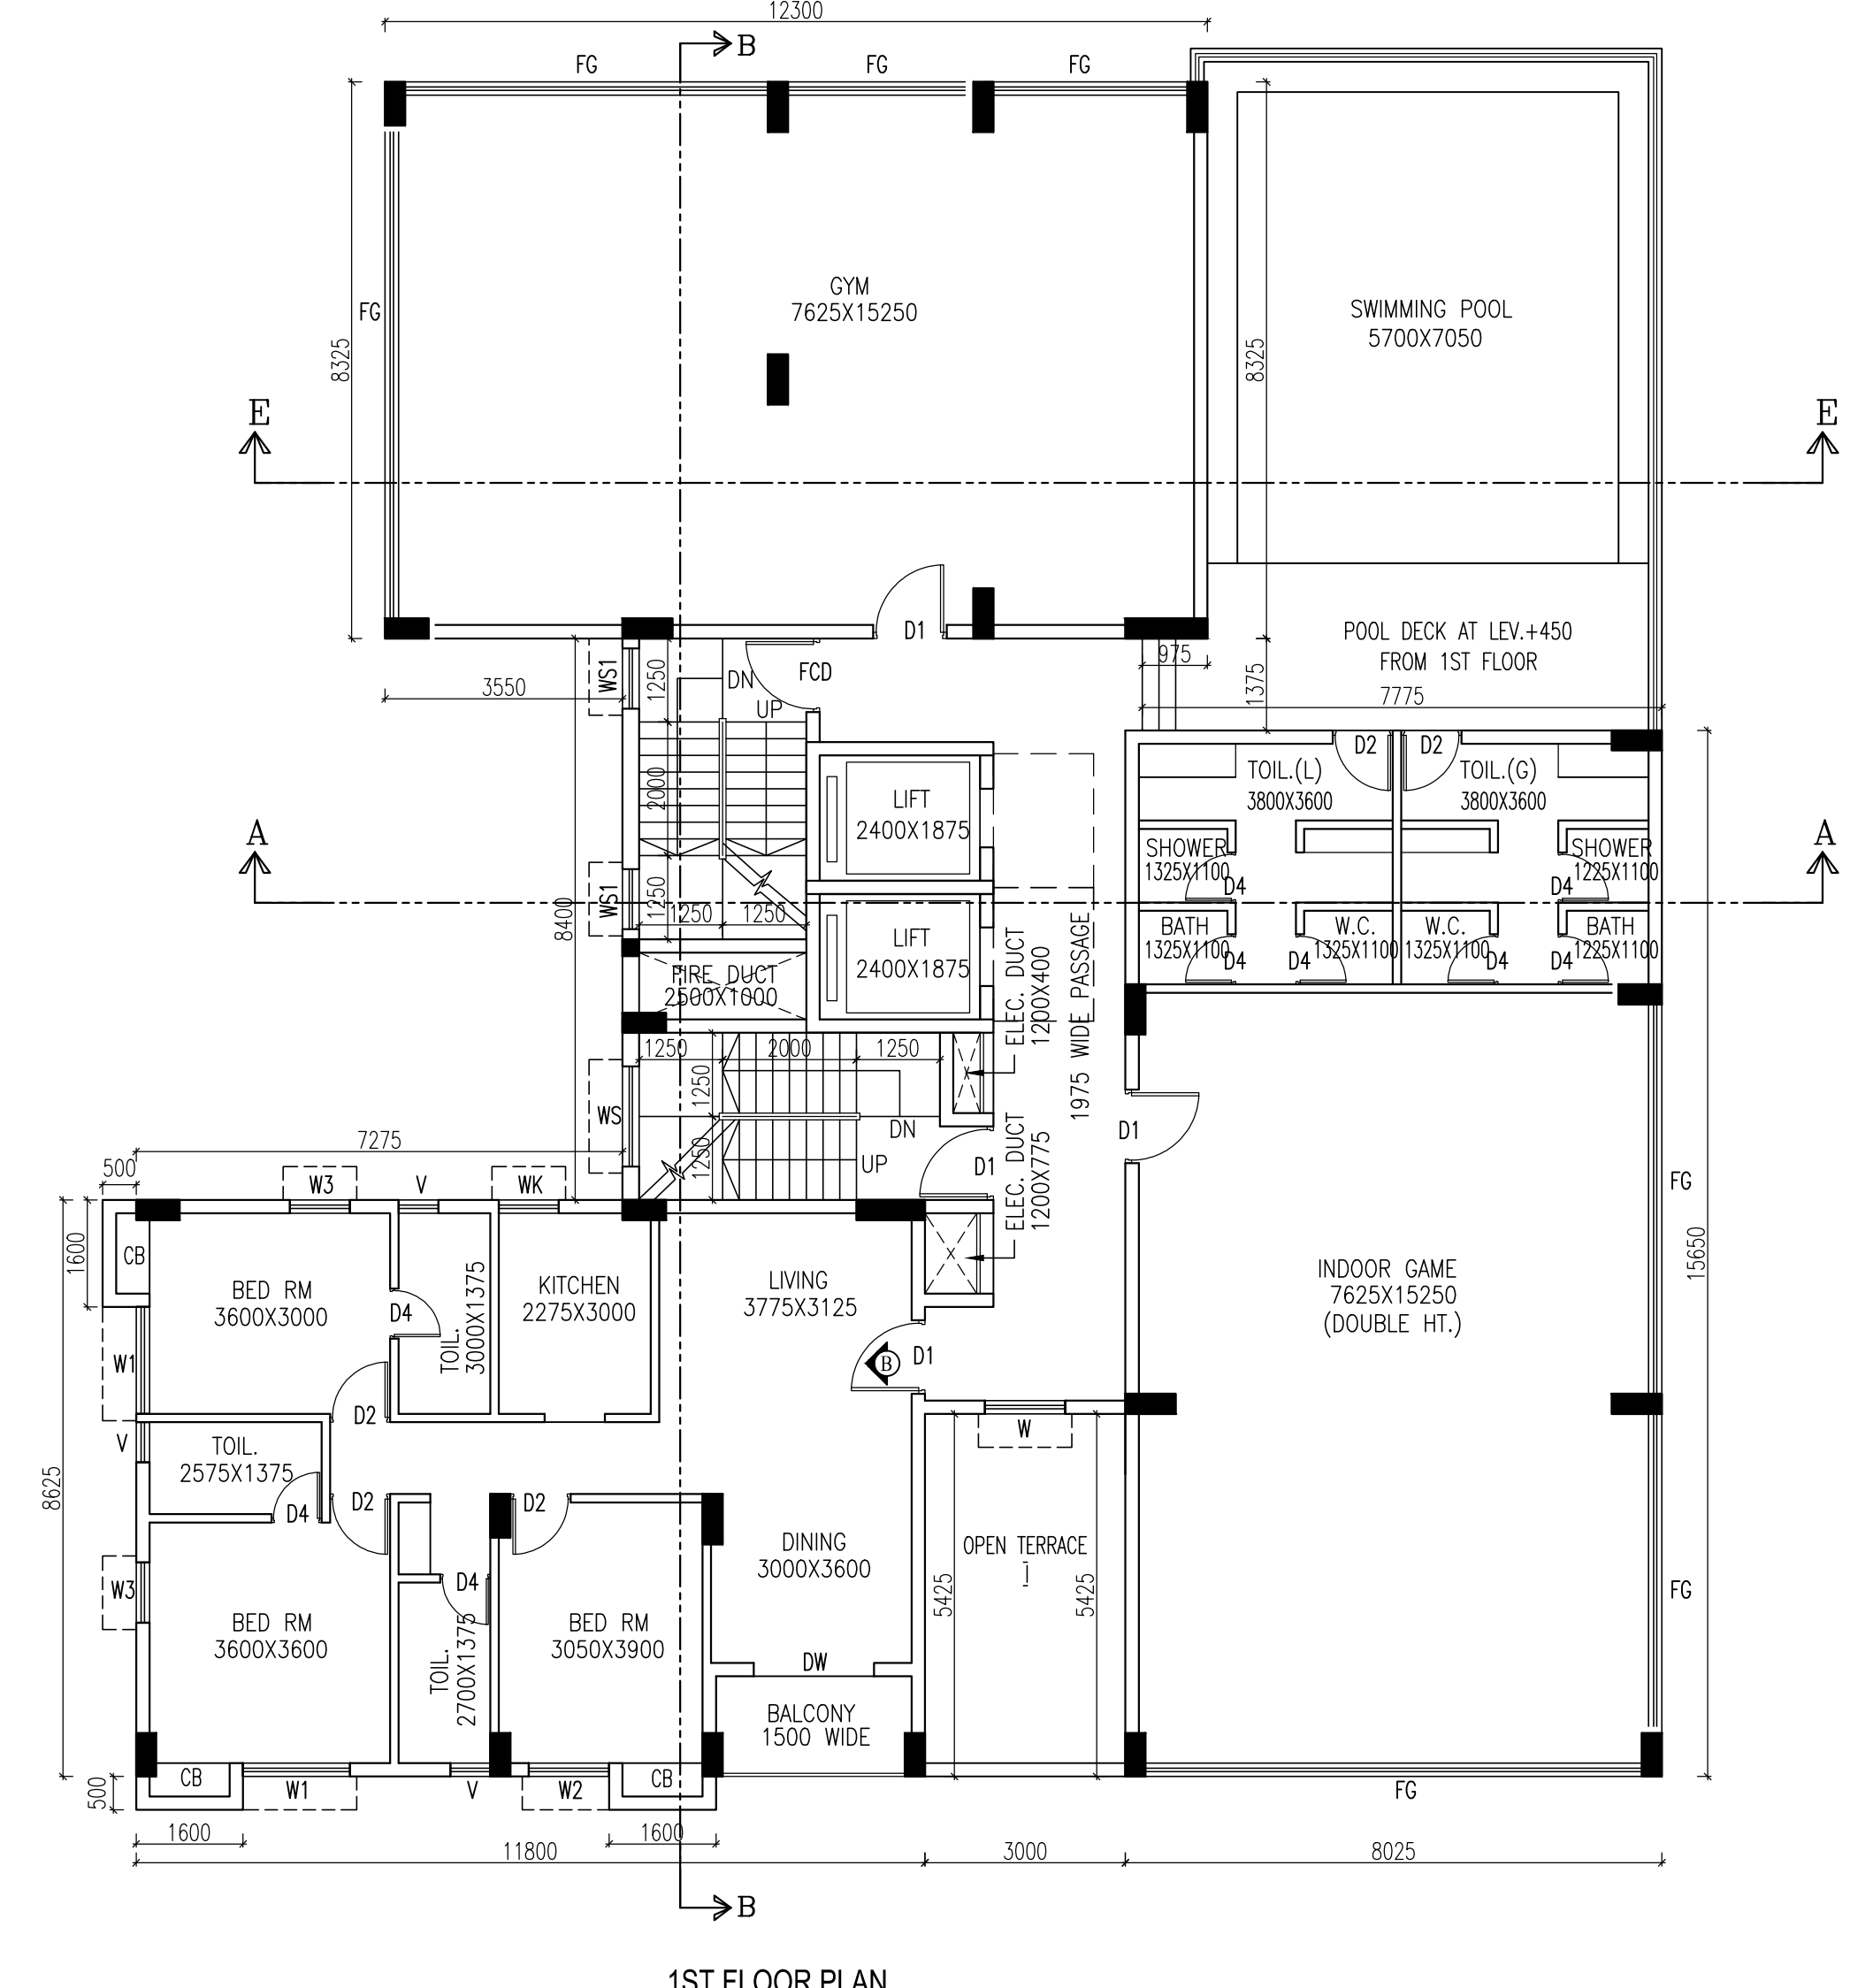 12300
B
FG
FG
FG
GYM
7625X15250
FG
8325
8325
SWIMMING POOL
5700X7050
E
E
D1
POOL DECK AT LEV.+450
FROM 1ST FLOOR
975
1375
7775
3550
WS1
1250
DN
UP
FCD
2000
D2
D2
TOIL.(L)
3800X3600
TOIL.(G)
3800X3600
LIFT
2400X1875
A
A
SHOWER
1325X1100
D4
SHOWER
1225X1100
D4
WS1
1250
1250
1250
8400
LIFT
2400X1875
BATH
1325X1100
D4
W.C.
1325X1100
D4
W.C.
1325X1100
D4
BATH
1225X1100
D4
FIRE DUCT
2500X1000
ELEC. DUCT
1200X400
1975 WIDE PASSAGE
1250
2000
1250
1250
WS
DN
D1
7275
1250
UP
D1
ELEC. DUCT
1200X775
500
W3
V
WK
FG
1600
CB
BED RM
3600X3000
D4
TOIL.
3000X1375
KITCHEN
2275X3000
LIVING
3775X3125
INDOOR GAME
7625X15250
(DOUBLE HT.)
15650
W1
B
D1
D2
V
TOIL.
2575X1375
W
8625
D4
D2
D2
DINING
3000X3600
OPEN TERRACE
I
W3
D4
5425
5425
FG
BED RM
3600X3600
TOIL.
2700X1375
BED RM
3050X3900
DW
BALCONY
1500 WIDE
CB
W1
V
W2
CB
FG
500
1600
1600
11800
3000
8025
B
1ST FLOOR PLAN